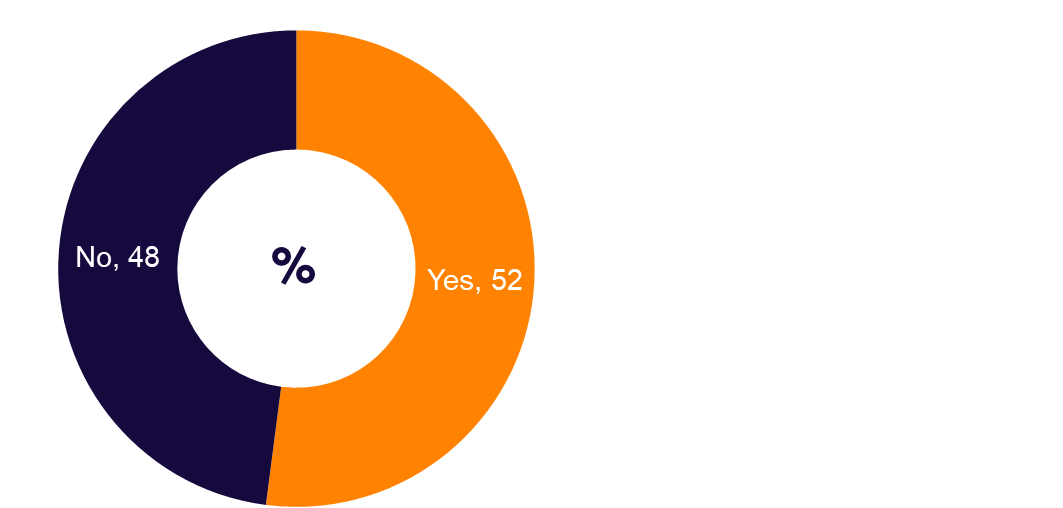 No, 48
%
Yes, 52